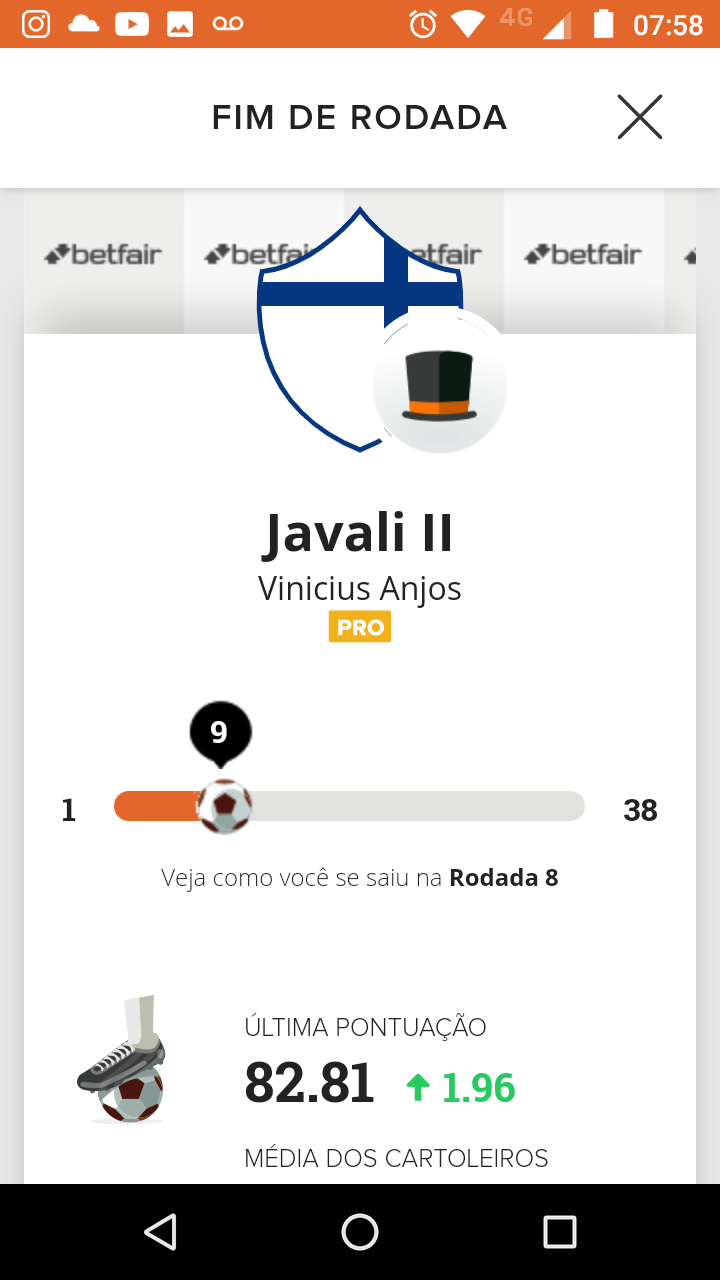 4G 07:58
FIM DE RODADA
betfair betfair etfair betfair
Javali II
Vinicius Anjos
PRO
9
1 38
Veja como você se saiu na Rodada 8
ÚLTIMA PONTUAÇÃO
82.81 1.96
MÉDIA DOS CARTOLEIROS